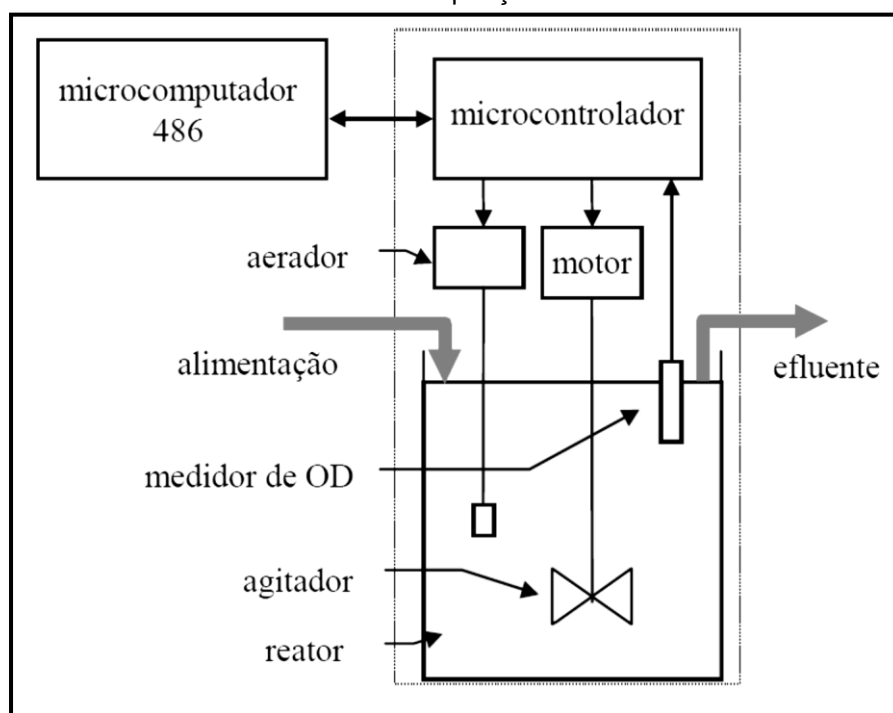 microcomputador
486
microcontrolador
aerador
motor
alimentação
efluente
medidor de OD
agitador
reator